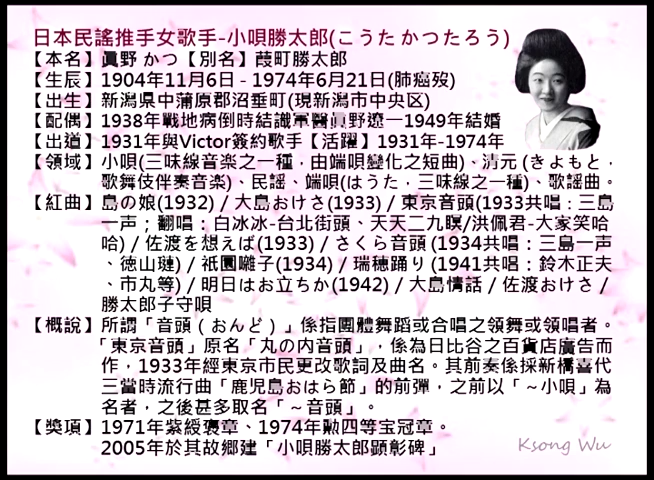 日本民謠推手女歌手-小唄勝太郎(こうた かつたろう)
【本名】眞野 かつ【別名】葭町勝太郎
【生辰】1904年11月6日 - 1974年6月21日(肺癌歿)
【出生】新潟県中蒲原郡沼垂町(現新潟市中央区)
【配偶】1938年戰地病倒時結識軍醫眞野遼一1949年結婚
【出道】1931年與Victor簽約歌手【活躍】1931年-1974年
【領域】小唄(三味線音楽之一種，由端唄變化之短曲)、清元 (きよもと，
歌舞伎伴奏音楽)、民謡、端唄(はうた，三味線之一種)、歌謡曲。
【紅曲】島の娘(1932) / 大島おけさ(1933) / 東京音頭(1933共唱：三島
一声；翻唱：白冰冰-台北街頭、天天二九暝/洪佩君-大家笑哈
哈) / 佐渡を想えば(1933) / さくら音頭 (1934共唱：三島一声
、徳山璉) / 祇園囃子(1934) / 瑞穂踊り(1941共唱：鈴木正夫
、市丸等) / 明日はお立ちか(1942) / 大島情話 / 佐渡おけさ /
勝太郎子守唄
【概說】所謂「音頭（おんど）」係指團體舞蹈或合唱之領舞或領唱者。
「東京音頭」原名「丸の内音頭」，係為日比谷之百貨店廣告而
作，1933年經東京市民更改歌詞及曲名。其前奏係採新橋喜代
三當時流行曲「鹿児島おはら節」的前彈，之前以「～小唄」為
名者，之後甚多取名「～音頭」。
【獎項】1971年紫綬褒章、1974年勲四等宝冠章。
2005年於其故鄉建「小唄勝太郎顕彰碑」
Ksong Wu